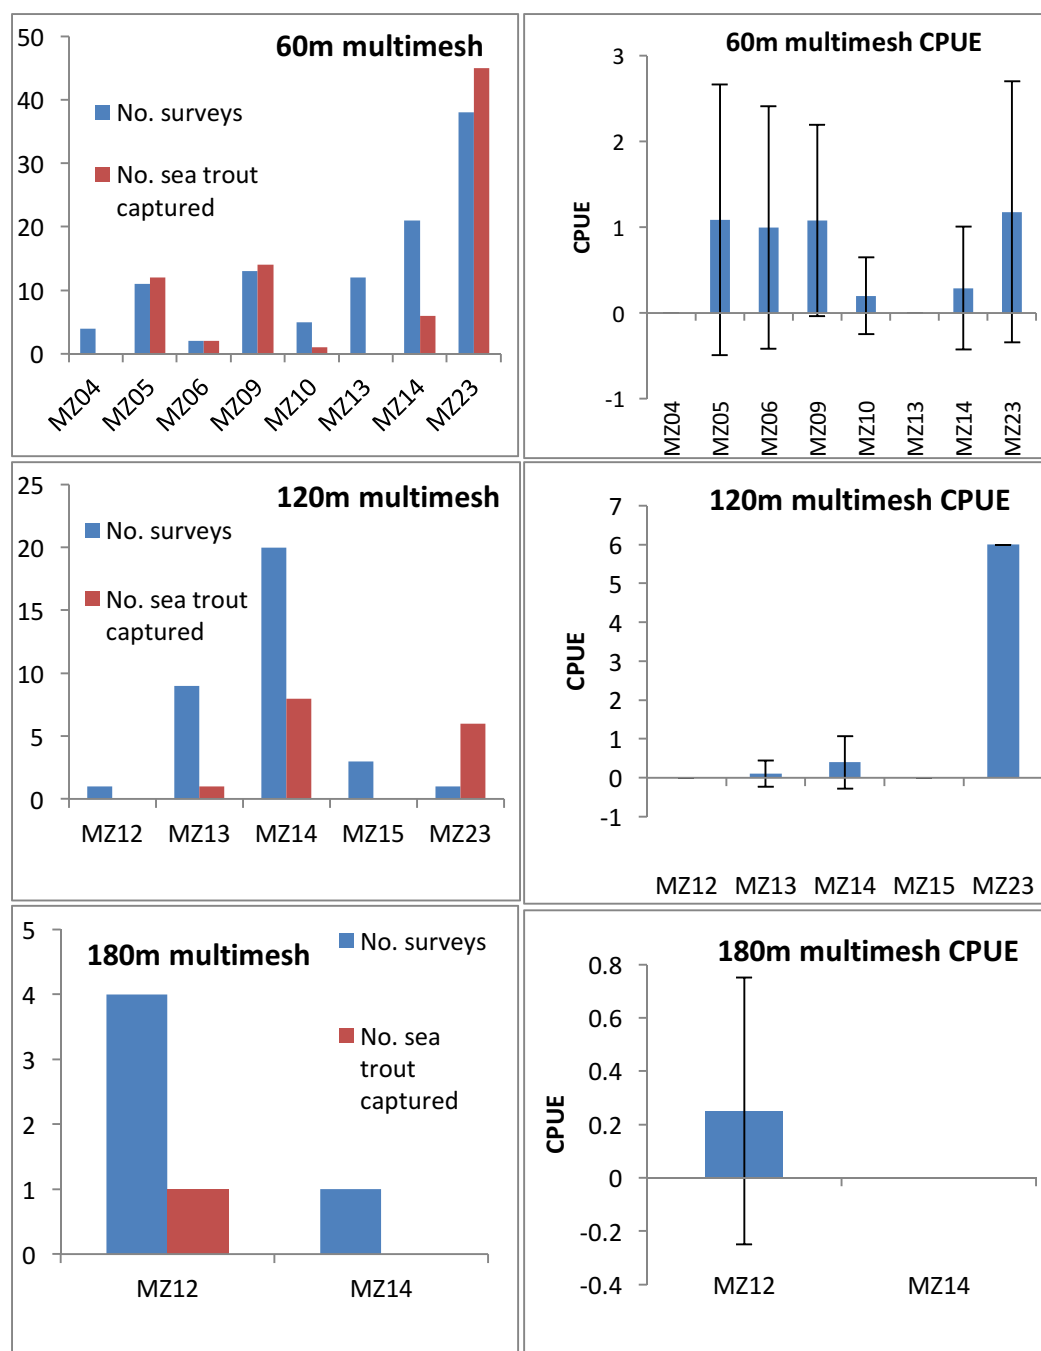 60m multimesh
50
40
30
20
10
0
No. surveys
No. sea trout
captured
MZ04
MZ05
MZ06
MZ09
MZ10
MZ13
MZ14
MZ23
60m multimesh CPUE
3
2
1
0
-1
CPUE
MZ04
MZ05
MZ06
MZ09
MZ10
MZ13
MZ14
MZ23
120m multimesh
25
20
15
10
5
0
No. surveys
No. sea trout
captured
MZ12 MZ13 MZ14 MZ15 MZ23
120m multimesh CPUE
7
6
5
4
3
2
1
0
-1
CPUE
MZ12 MZ13 MZ14 MZ15 MZ23
180m multimesh
5
4
3
2
1
0
No. surveys
No. sea
trout
captured
MZ12 MZ14
180m multimesh CPUE
0.8
0.6
0.4
0.2
0
-0.2
-0.4
CPUE
MZ12 MZ14